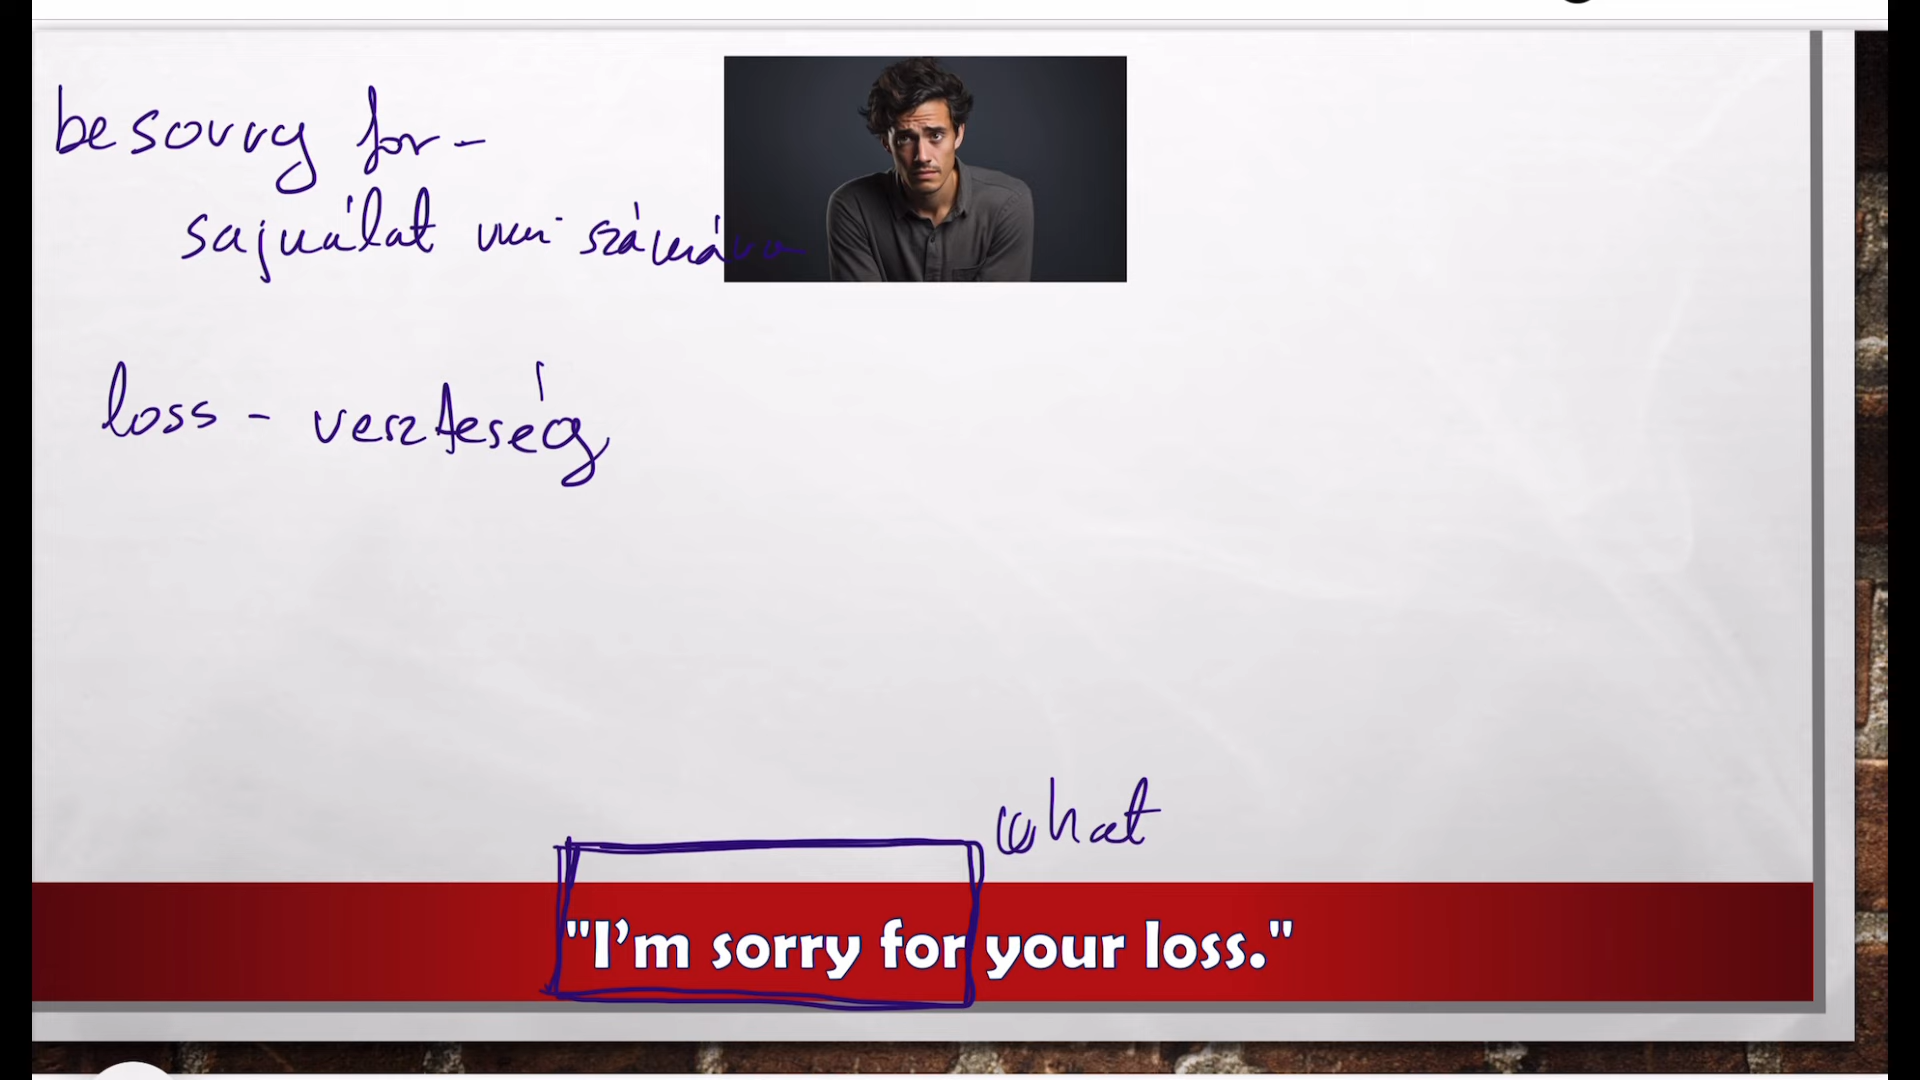 be sorry for -
sajnálat vmi számára
loss - veszteség
what
"I’m sorry for your loss."